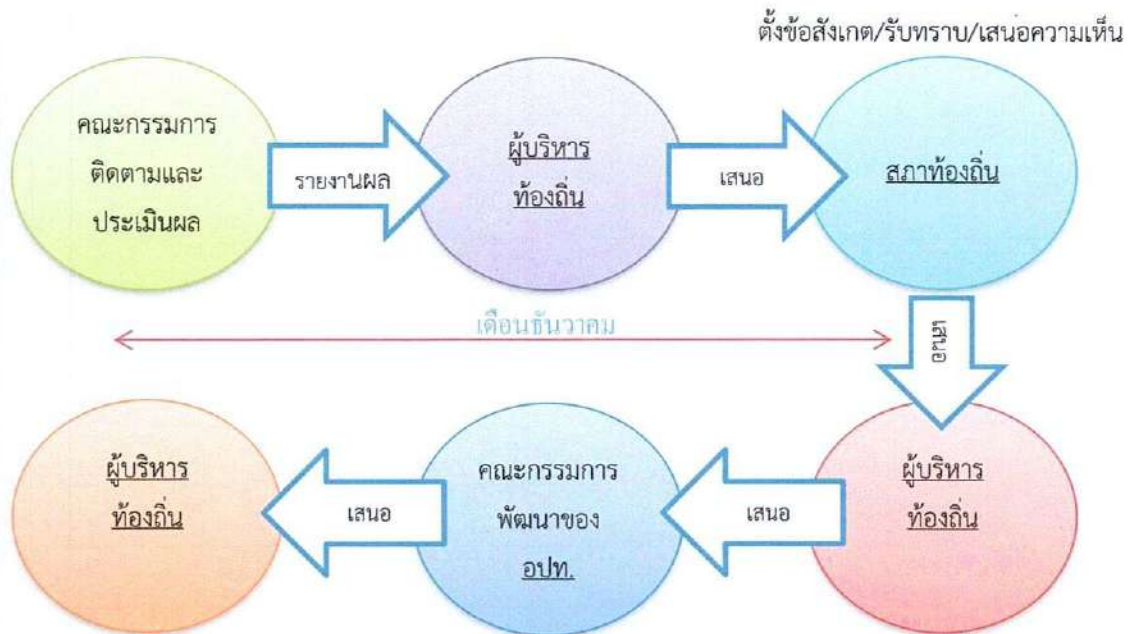 ตั้งข้อสังเกต/รับทราบ/เสนอความเห็น
คณะกรรมการ
ติดตามและ
ประเมินผล
รายงานผล
ผู้บริหาร
ท้องถิ่น
เสนอ
สภาท้องถิ่น
เดือนธันวาคม
เสนอ
ผู้บริหาร
ท้องถิ่น
เสนอ
คณะกรรมการ
พัฒนาของ
อปท.
เสนอ
ผู้บริหาร
ท้องถิ่น